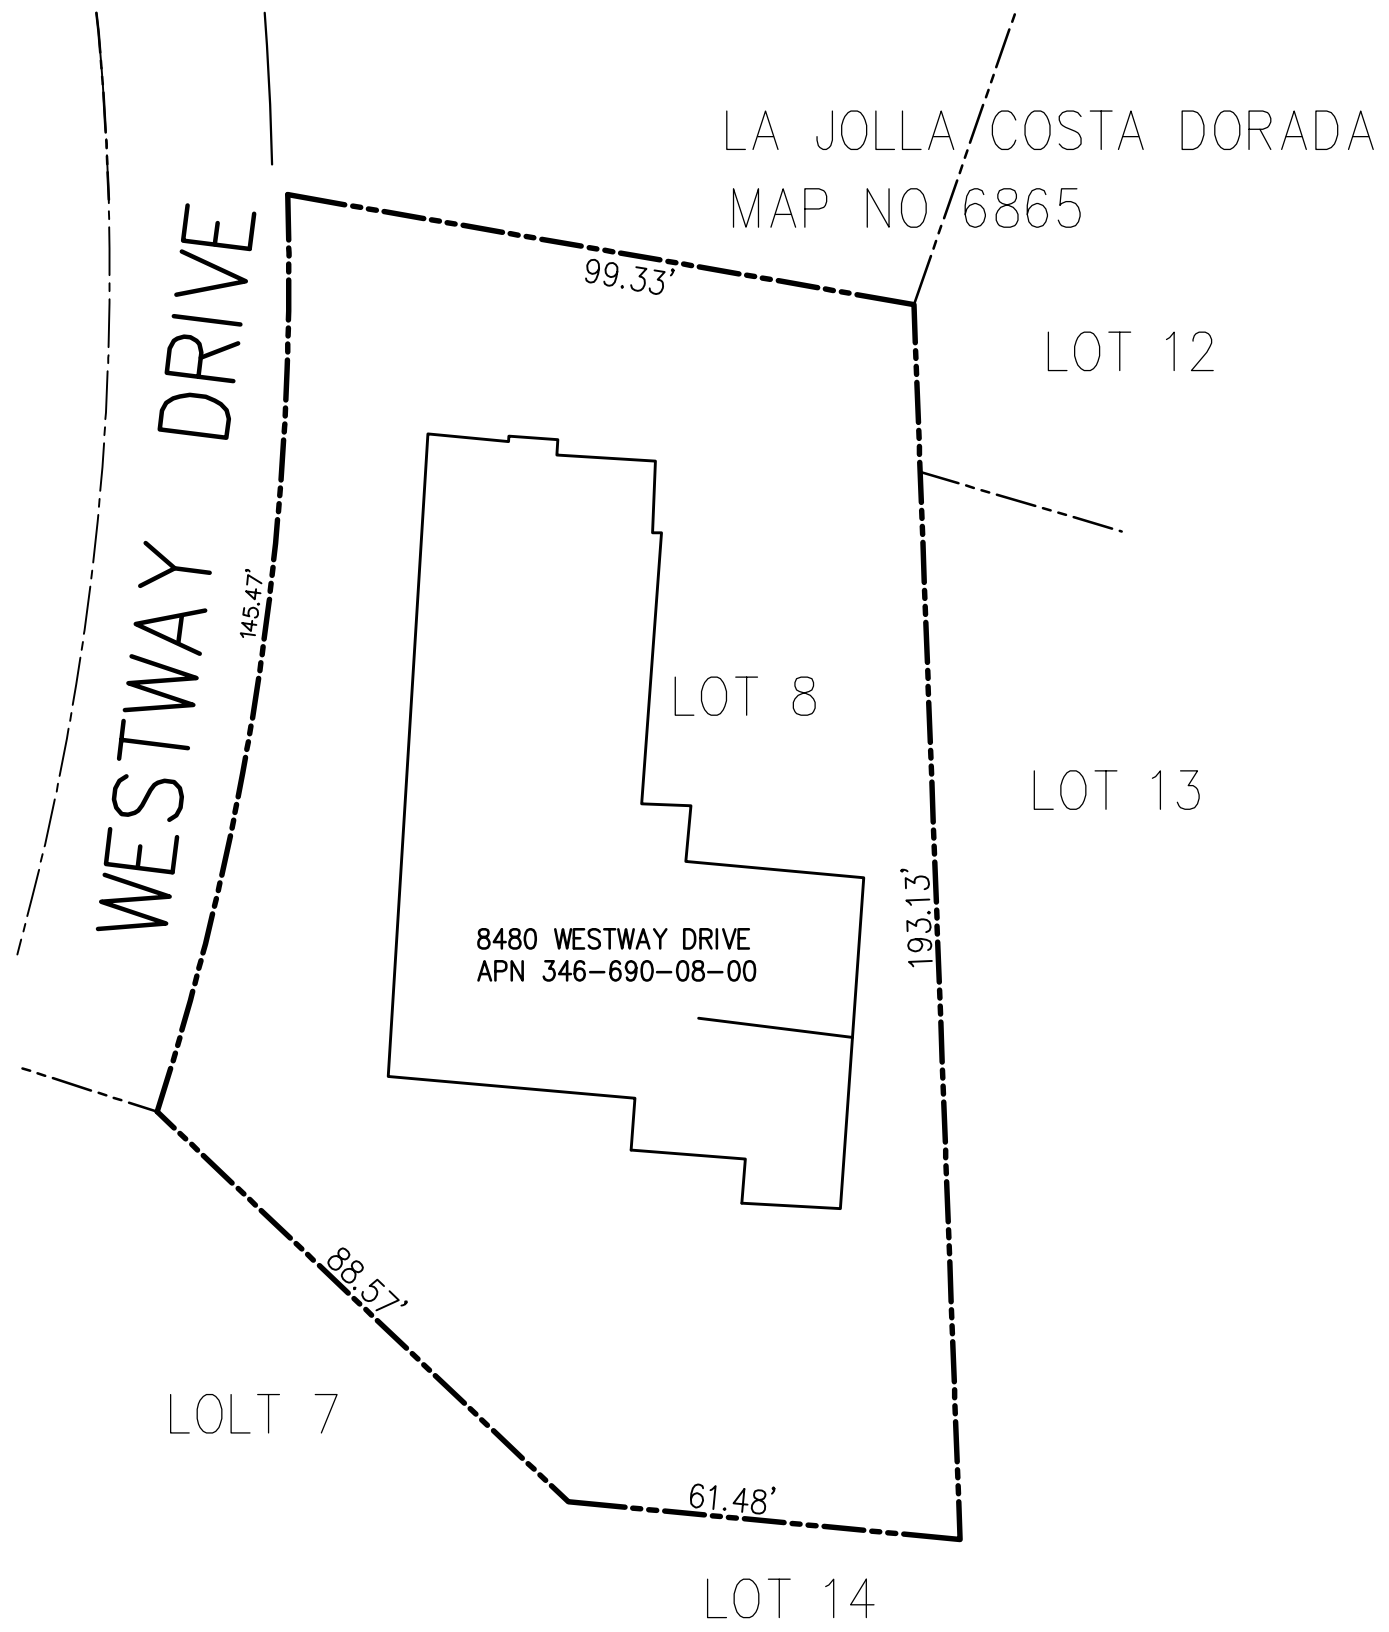 LA JOLLA COSTA DORADA
MAP NO 6865
99.33'
LOT 12
WESTWAY DRIVE
145.47'
LOT 8
LOT 13
193.13'
8480 WESTWAY DRIVE
APN 346-690-08-00
88.57'
LOLT 7
61.48'
LOT 14